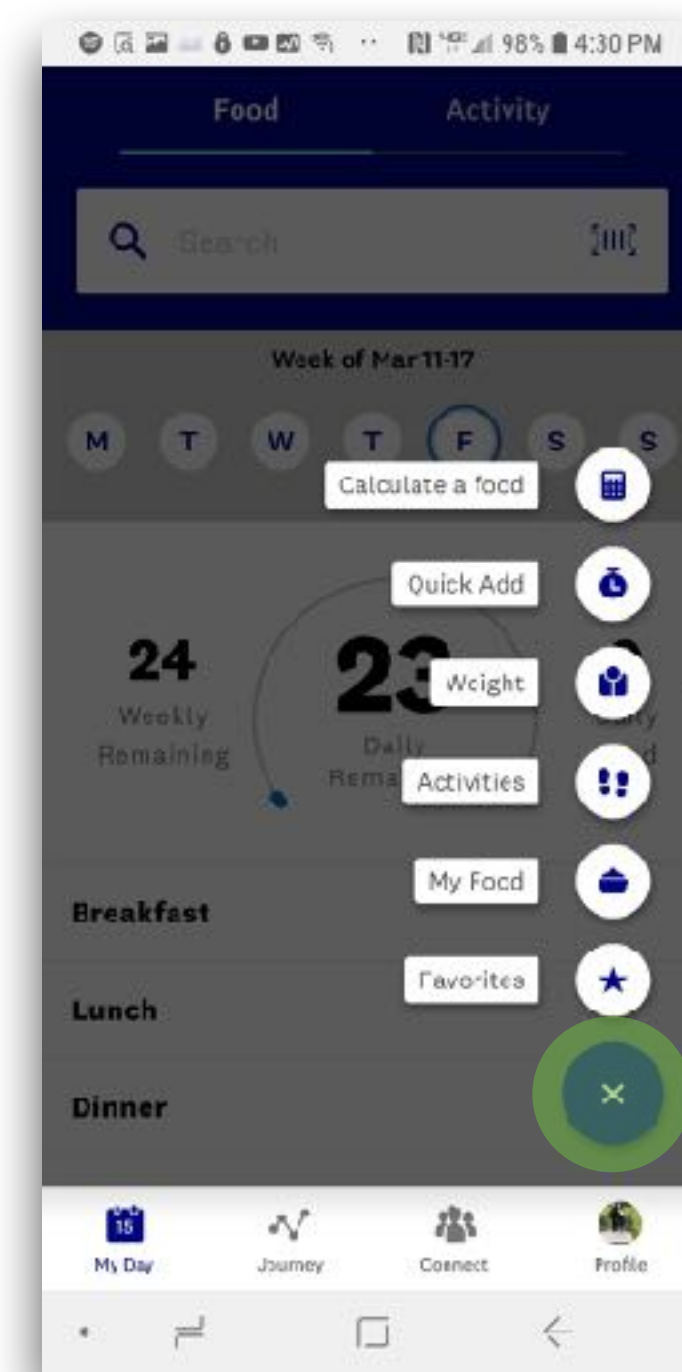 98% 4:30 PM
Food Activity
Search
Week of Mar 11-17
M T W T F S S
Calculate a food
Quick Add
24 23
Weight
Weekly
Remaining
Daily
Activities
My Food
Breakfast
Favorites
Lunch
Dinner
15
My Day Journey Connect Profile